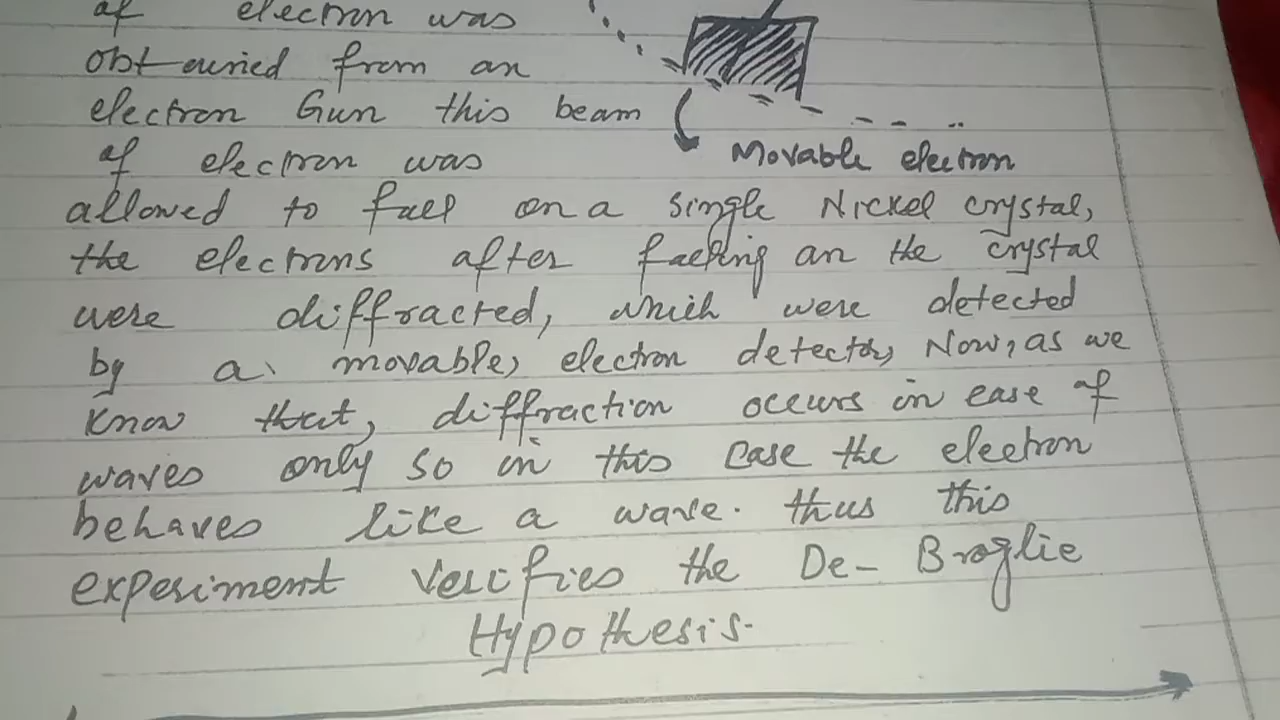 of electron was
obtained from an
electron Gun this beam
of electron was
Movable electron
allowed to fall on a single Nickel crystal,
the electrons after falling on the crystal
were diffracted, which were detected
by a movable, electron detector, Now, as we
know that, diffraction occurs in case of
waves only so in this case the electron
behaves like a wave. thus this
experiment verifies the De-Broglie
Hypothesis.